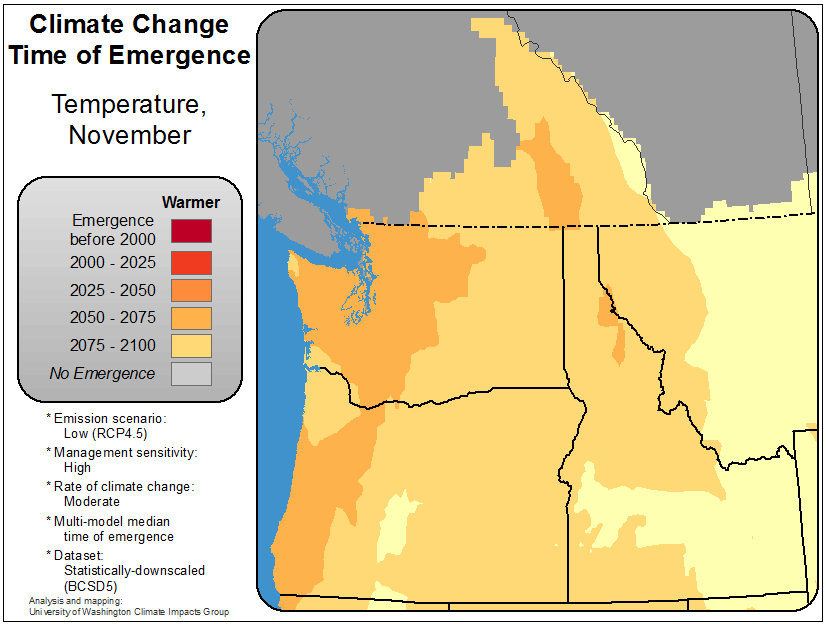 Climate Change
Time of Emergence
Temperature,
November
Warmer
Emergence
before 2000
2000 - 2025
2025 - 2050
2050 - 2075
2075 - 2100
No Emergence
* Emission scenario:
Low (RCP4.5)
* Management sensitivity:
High
* Rate of climate change:
Moderate
* Multi-model median
time of emergence
* Dataset:
Statistically-downscaled
(BCSD5)
Analysis and mapping:
University of Washington Climate Impacts Group